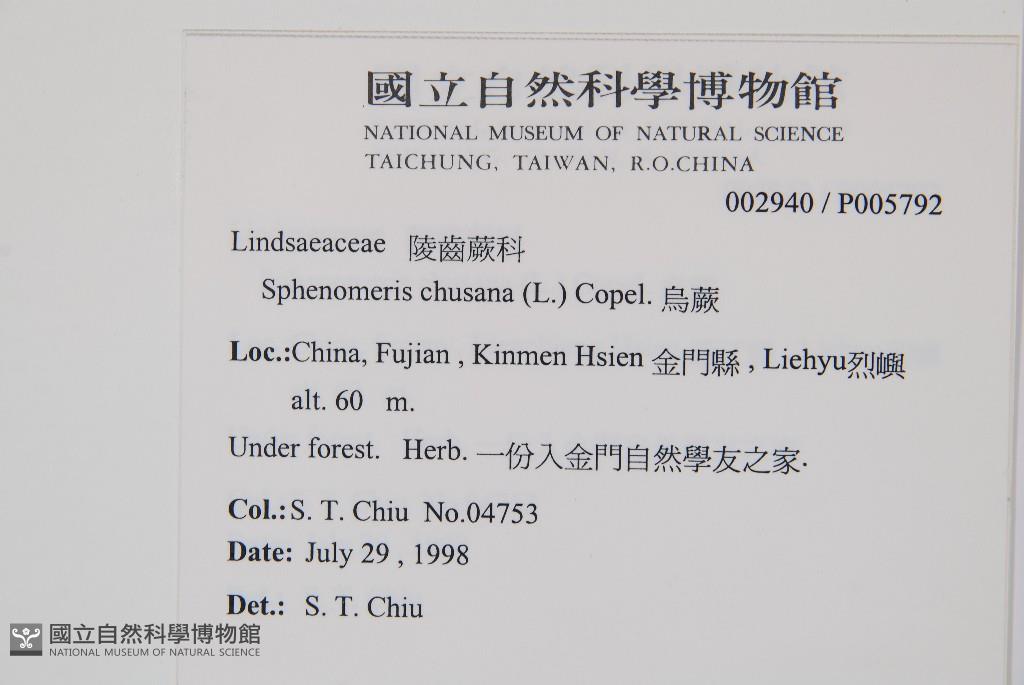 國立自然科學博物館
NATIONAL MUSEUM OF NATURAL SCIENCE
TAICHUNG, TAIWAN, R.O.CHINA
002940 / P005792
Lindsaeaceae 陵齒蕨科
Sphenomeris chusana (L.) Copel. 烏蕨
Loc.:China, Fujian , Kinmen Hsien 金門縣 , Liehyu烈嶼
alt. 60 m.
Under forest. Herb. 一份入金門自然學友之家.
Col.: S. T. Chiu No.04753
Date: July 29 , 1998
Det.: S. T. Chiu
國立自然科學博物館
NATIONAL MUSEUM OF NATURAL SCIENCE